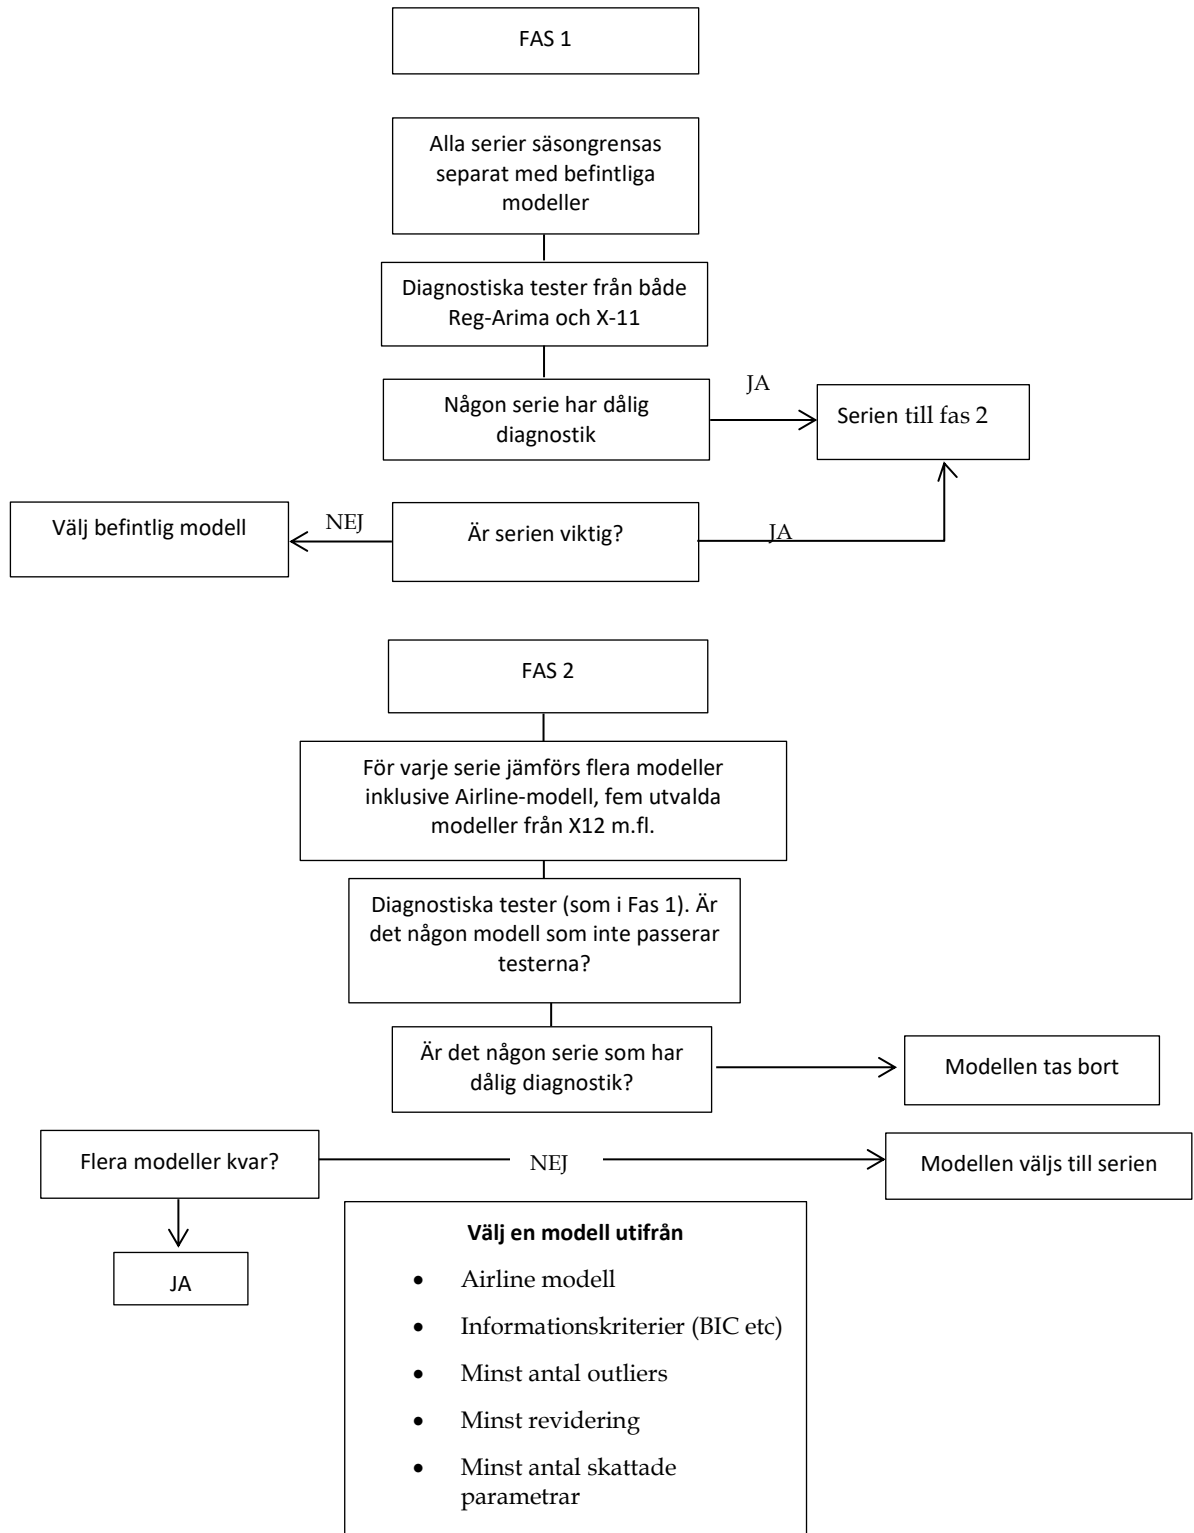 FAS 1
Alla serier säsongrensas
separat med befintliga
modeller
Diagnostiska tester från både
Reg-Arima och X-11
Någon serie har dålig
diagnostik
JA
Serien till fas 2
Välj befintlig modell
NEJ
Är serien viktig?
JA
FAS 2
För varje serie jämförs flera modeller
inklusive Airline-modell, fem utvalda
modeller från X12 m.fl.
Diagnostiska tester (som i Fas 1). Är
det någon modell som inte passerar
testerna?
Är det någon serie som har
dålig diagnostik?
Modellen tas bort
Flera modeller kvar?
NEJ
Modellen väljs till serien
JA
Välj en modell utifrån
• Airline modell
• Informationskriterier (BIC etc)
• Minst antal outliers
• Minst revidering
• Minst antal skattade
parametrar